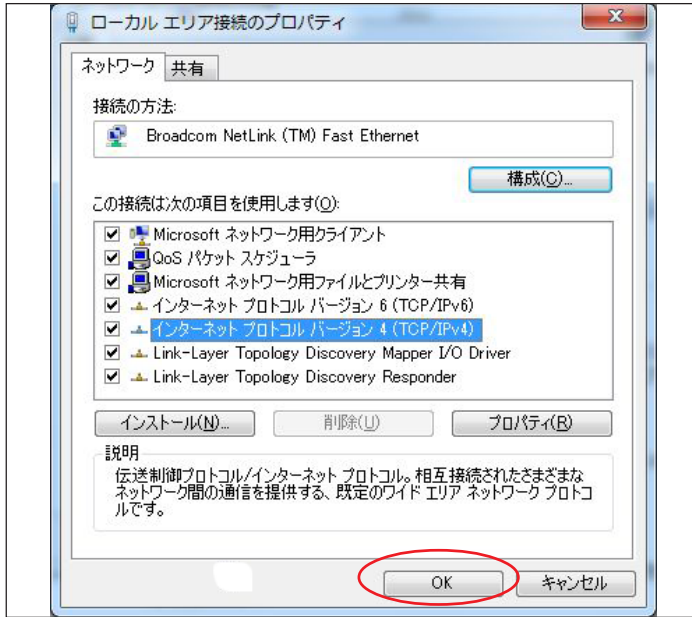 ローカル エリア接続のプロパティ
ネットワーク 共有
接続の方法:
Broadcom NetLink (TM) Fast Ethernet
構成(C)...
この接続は次の項目を使用します(O):
Microsoft ネットワーク用クライアント
QoS パケット スケジューラ
Microsoft ネットワーク用ファイルとプリンター共有
インターネット プロトコル バージョン 6 (TCP/IPv6)
インターネット プロトコル バージョン 4 (TCP/IPv4)
Link-Layer Topology Discovery Mapper I/O Driver
Link-Layer Topology Discovery Responder
インストール(N)... 削除(U) プロパティ(R)
説明
伝送制御プロトコル/インターネット プロトコル。相互接続されたさまざまな
ネットワーク間の通信を提供する、既定のワイド エリア ネットワーク プロトコ
ルです。
OK キャンセル